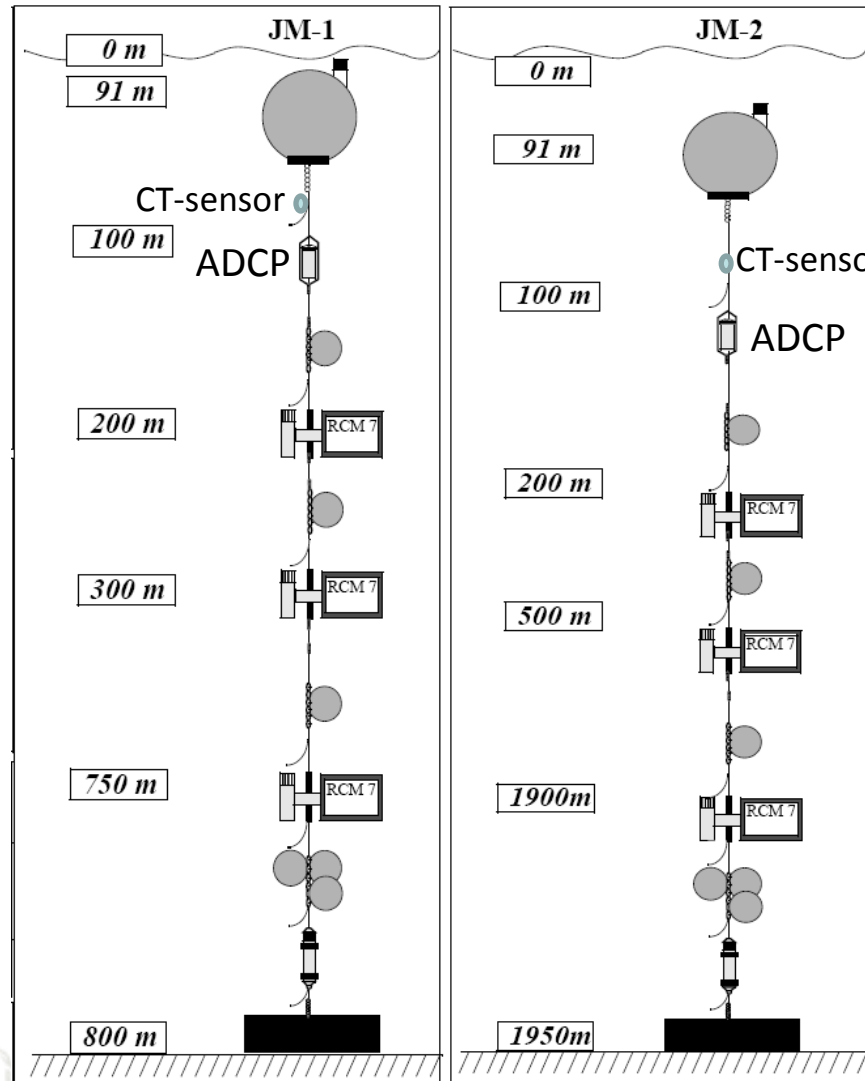 JM-1
0 m
91 m
CT-sensor
100 m
ADCP
200 m
RCM 7
300 m
RCM 7
750 m
RCM 7
800 m
JM-2
0 m
91 m
CT-senso
100 m
ADCP
200 m
RCM 7
500 m
RCM 7
1900m
RCM 7
1950m